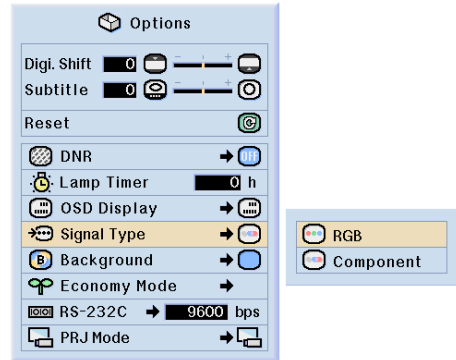 Options
Digi. Shift 0 - +
Subtitle 0 - +
Reset
DNR OFF
Lamp Timer 0 h
OSD Display
Signal Type
B Background
Economy Mode
RS-232C 9600 bps
PRJ Mode
RGB
Component